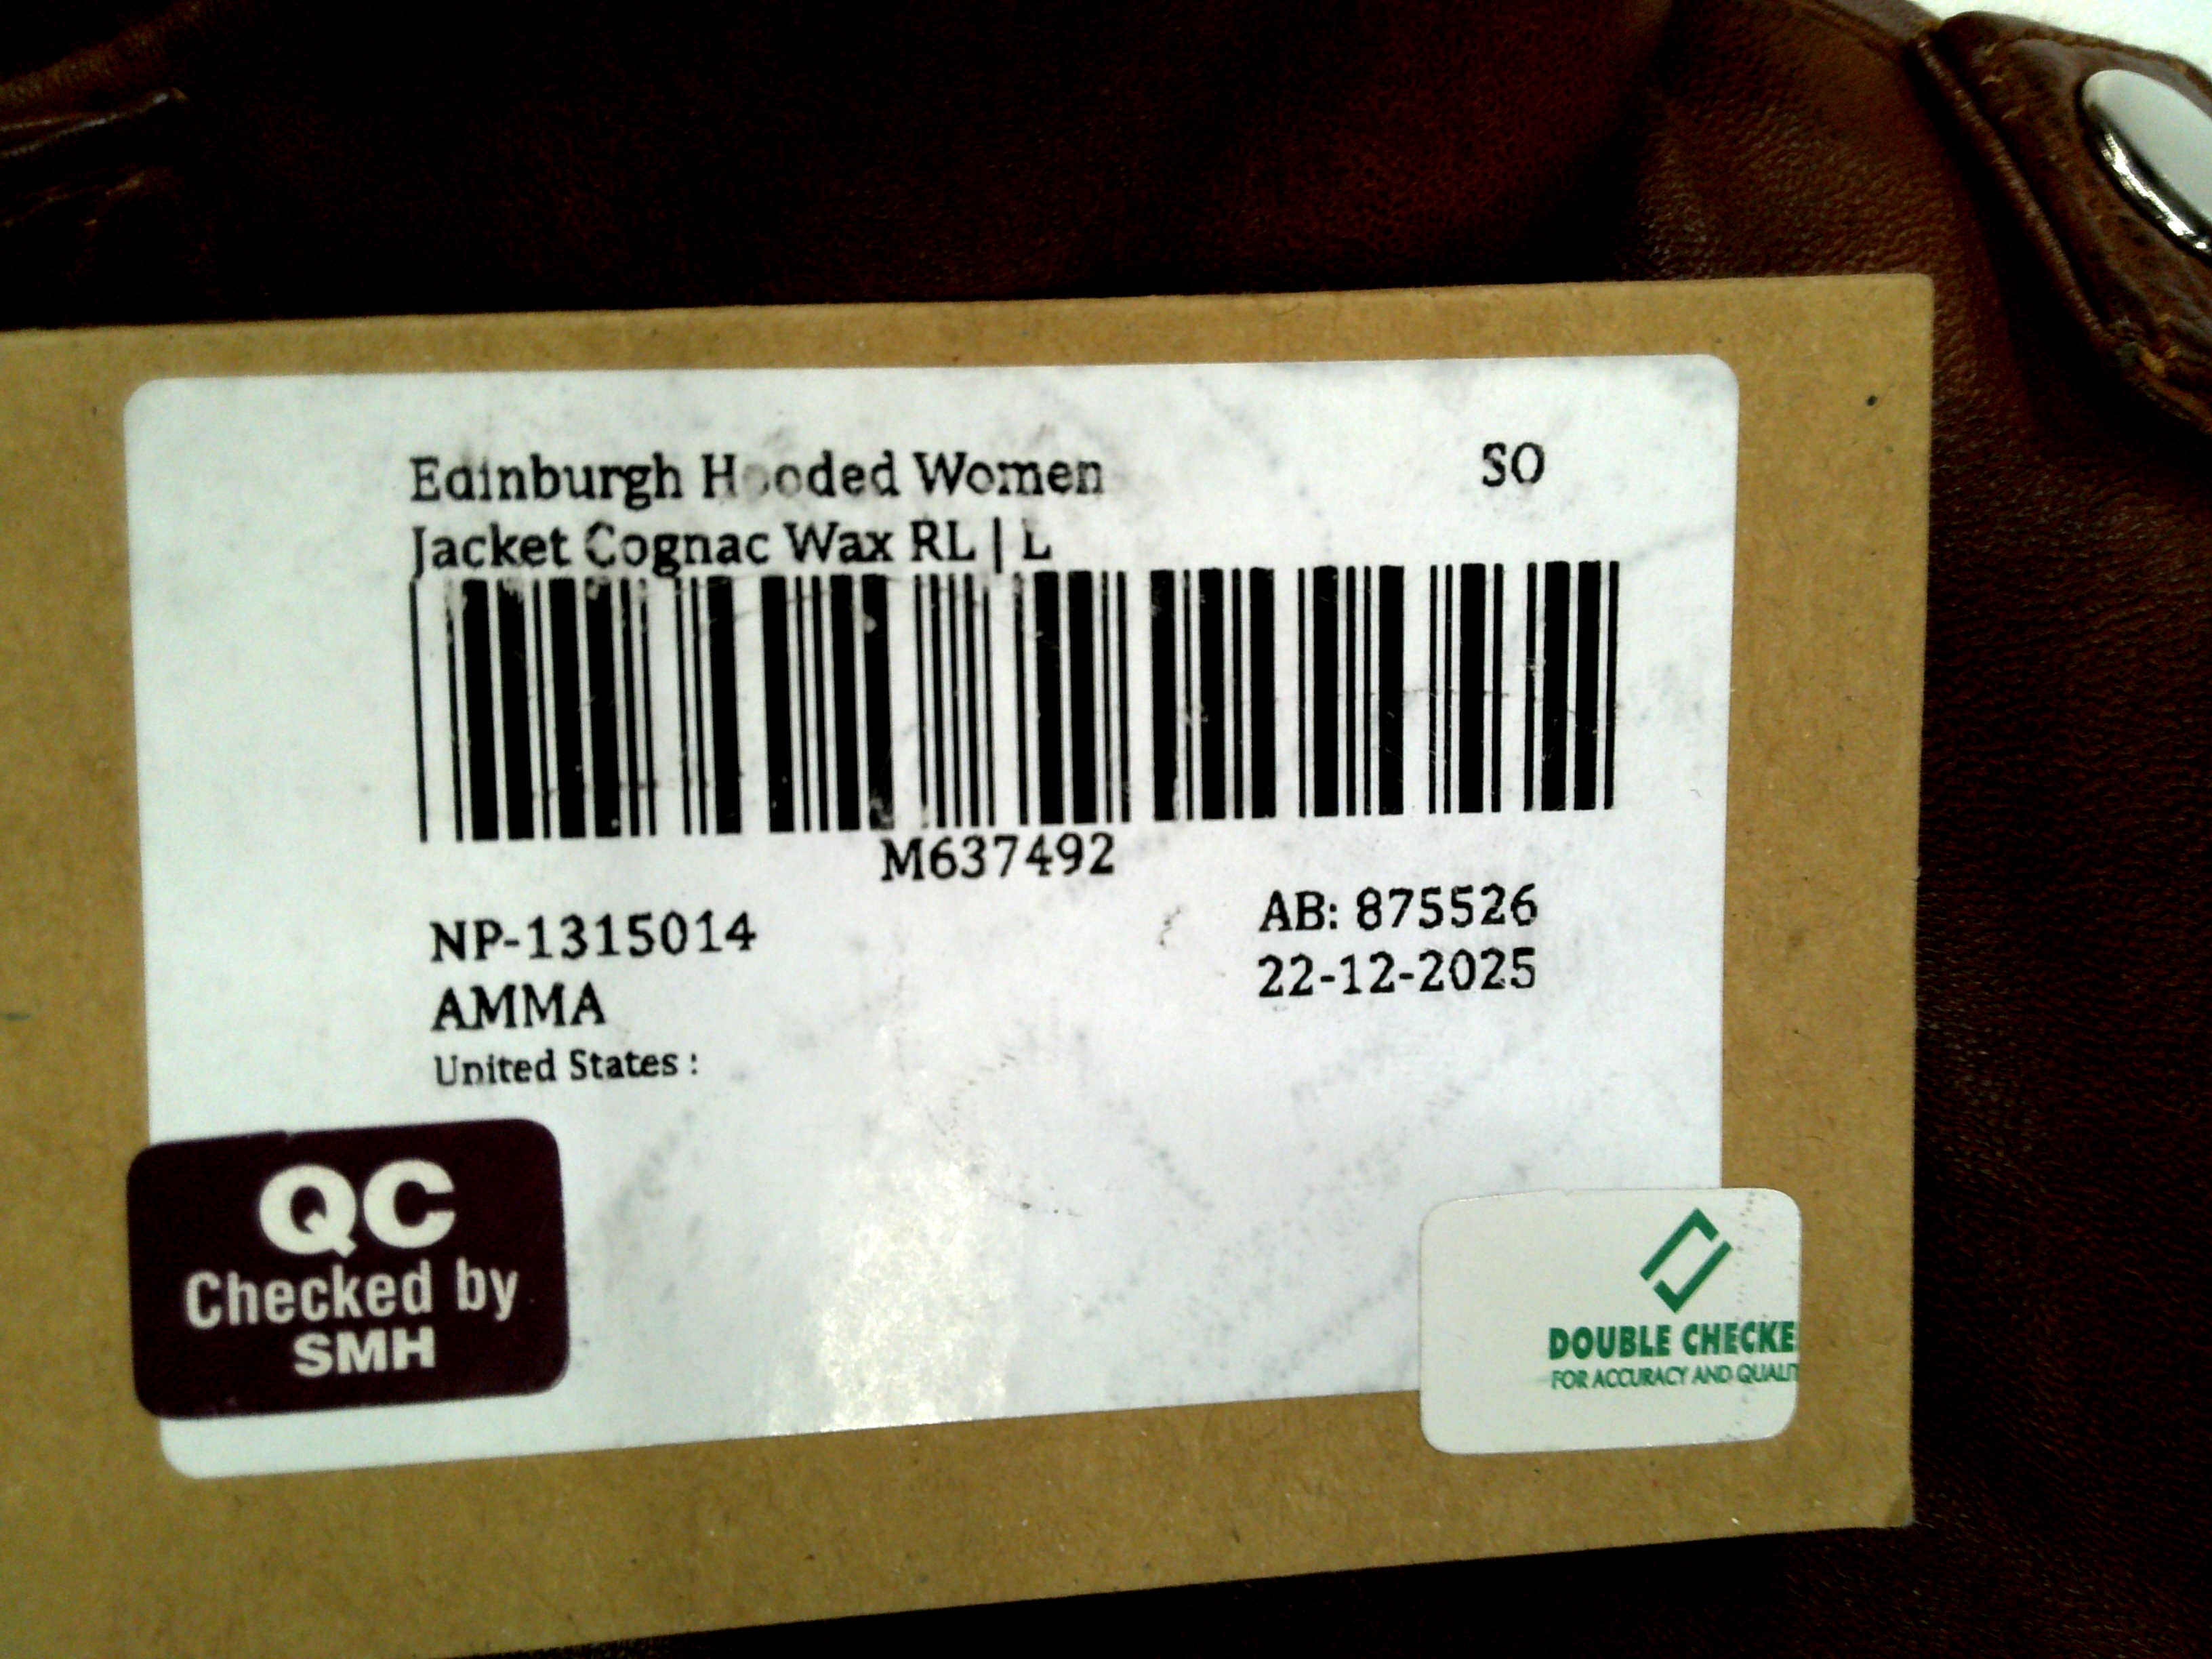 Edinburgh Hooded Women
Jacket Cognac Wax RL | L
SO
M637492
NP-1315014
AMMA
United States :
AB: 875526
22-12-2025
QC
Checked by
SMH
DOUBLE CHECKE
FOR ACCURACY AND QUALIT